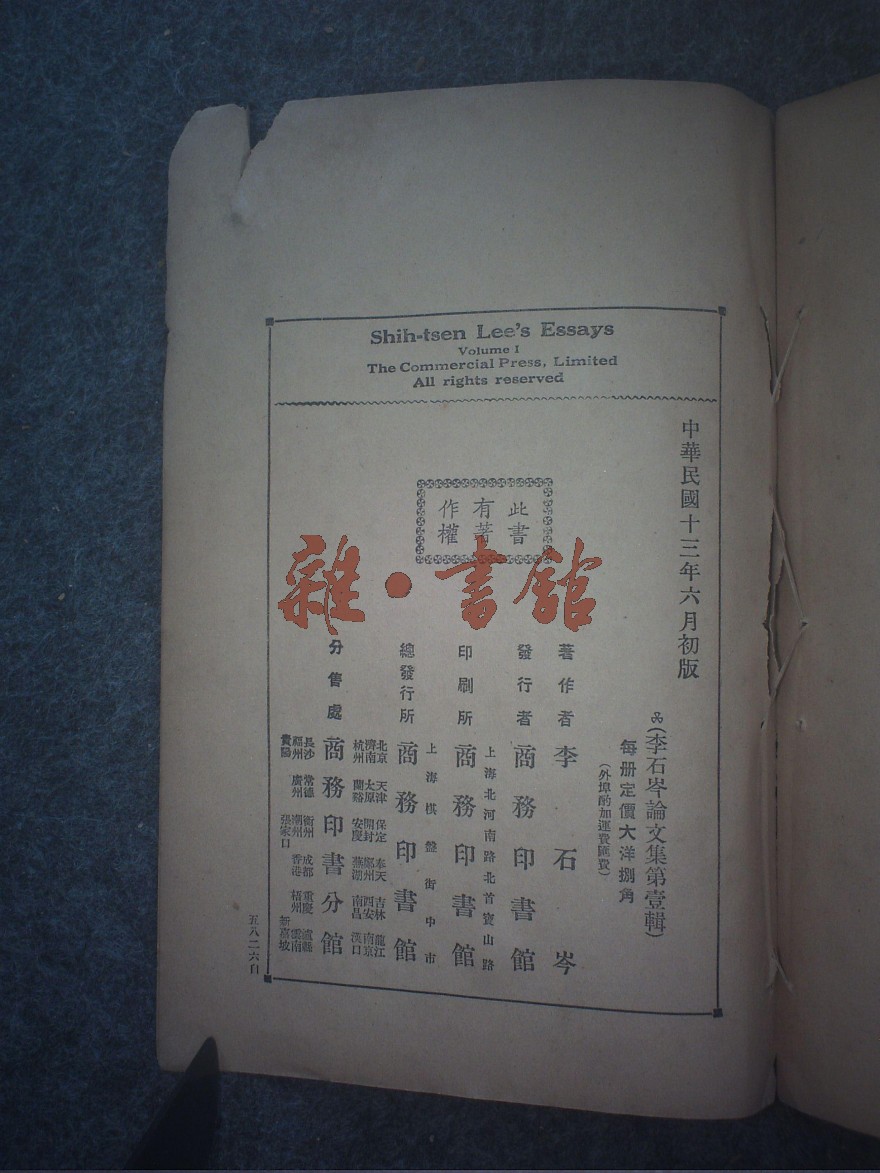 Shih-tsen Lee's Essays
Volume I
The Commercial Press, Limited
All rights reserved
中華民國十三年六月初版
此書
有著
作權
雜·書館
(李石岑論文集第壹輯)
每册定價大洋捌角
(外埠酌加運費匯費)
著作者 李石岑
發行者 商務印書館
上海北河南路北首寶山路
印刷所 商務印書館
上海棋盤街中市
總發行所 商務印書館
北京 天津 保定 奉天 吉林 龍江
濟南 太原 開封 鄭州 西安 南京
杭州 蘭谿 安慶 蕪湖 南昌 漢口
分售處 商務印書分館
長沙 常德 衡州 成都 重慶 瀘縣
福州 廣州 潮州 香港 梧州 雲南
貴陽 張家口 新嘉坡
五八二六自